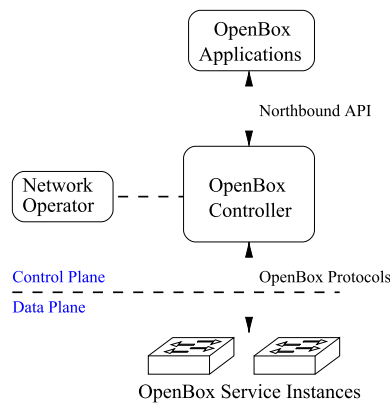 OpenBox
Applications
Northbound API
Network
Operator
OpenBox
Controller
Control Plane
OpenBox Protocols
Data Plane
OpenBox Service Instances